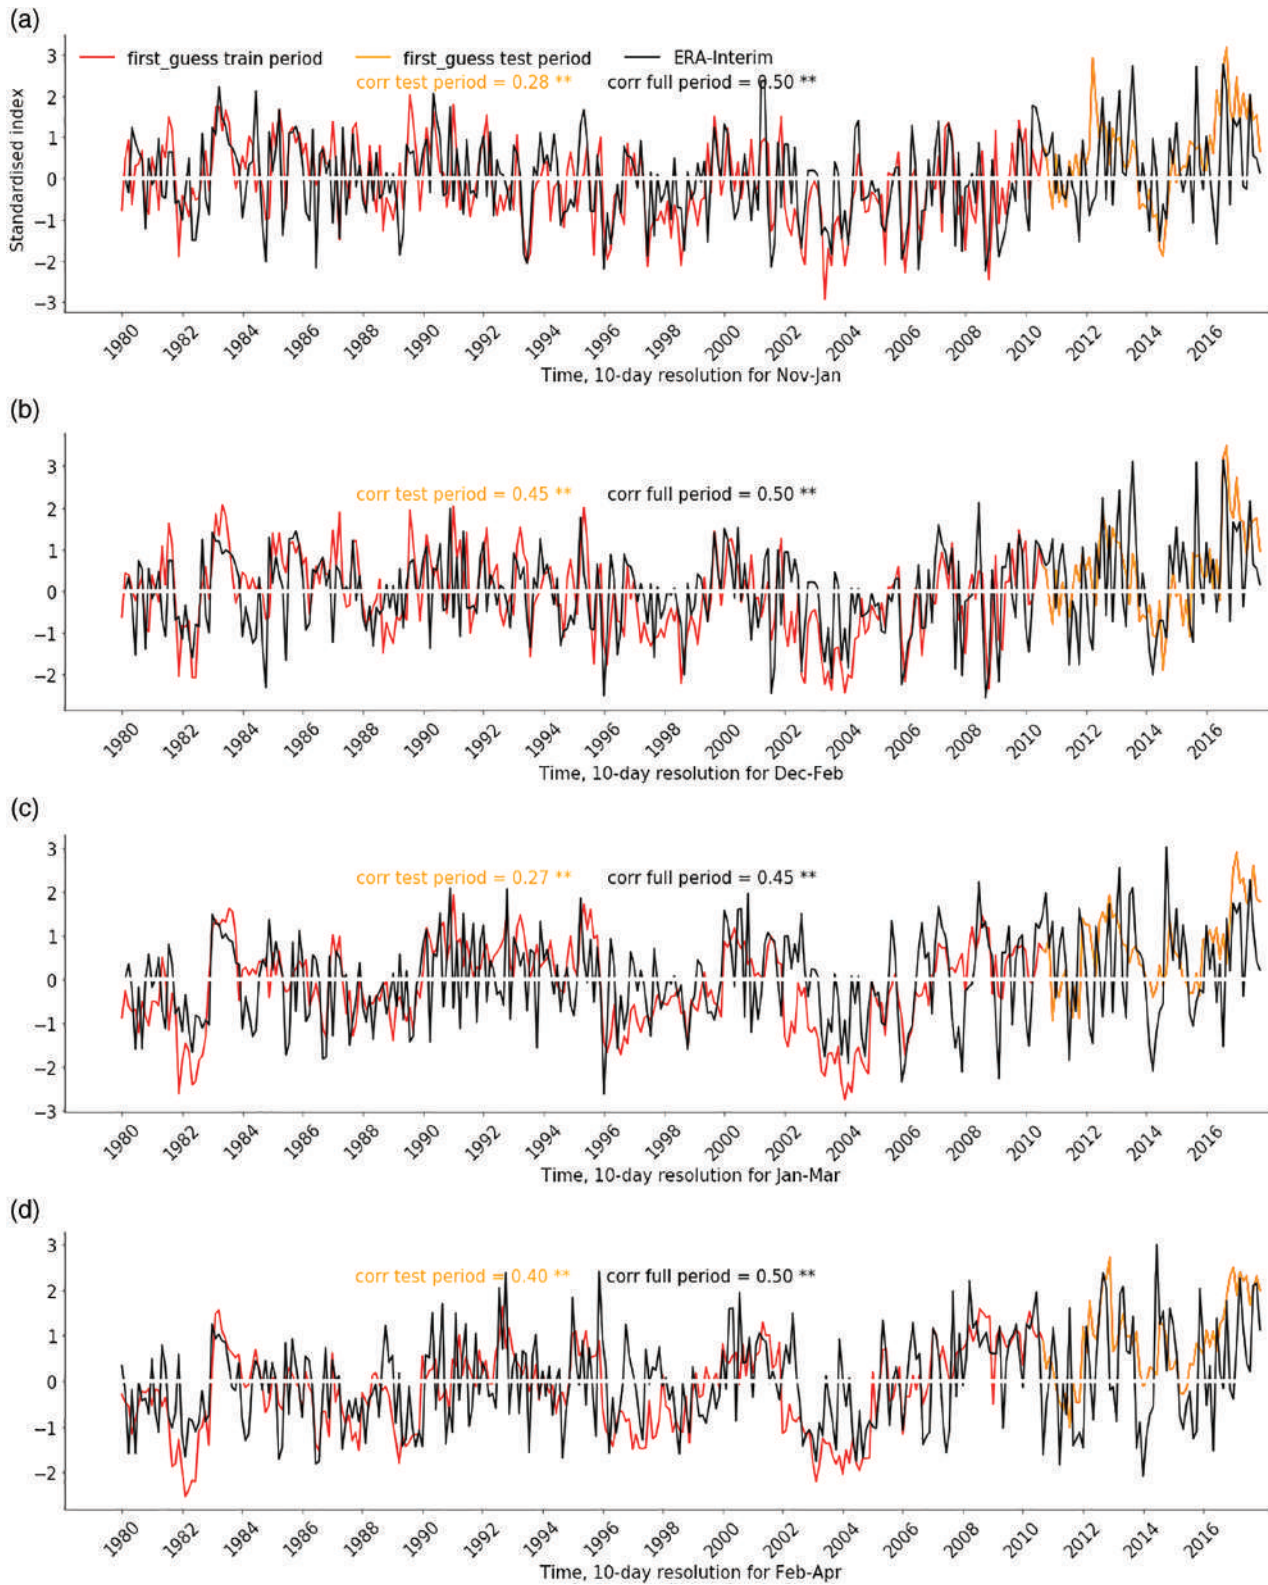 (a)
first_guess train period first_guess test period ERA-Interim
corr test period = 0.28 ** corr full period = 0.50 **
Standardised index
3
2
1
0
−1
−2
−3
1980 1982 1984 1986 1988 1990 1992 1994 1996 1998 2000 2002 2004 2006 2008 2010 2012 2014 2016
Time, 10-day resolution for Nov-Jan
(b)
corr test period = 0.45 ** corr full period = 0.50 **
3
2
1
0
−1
−2
1980 1982 1984 1986 1988 1990 1992 1994 1996 1998 2000 2002 2004 2006 2008 2010 2012 2014 2016
Time, 10-day resolution for Dec-Feb
(c)
corr test period = 0.27 ** corr full period = 0.45 **
3
2
1
0
−1
−2
−3
1980 1982 1984 1986 1988 1990 1992 1994 1996 1998 2000 2002 2004 2006 2008 2010 2012 2014 2016
Time, 10-day resolution for Jan-Mar
(d)
corr test period = 0.40 ** corr full period = 0.50 **
3
2
1
0
−1
−2
1980 1982 1984 1986 1988 1990 1992 1994 1996 1998 2000 2002 2004 2006 2008 2010 2012 2014 2016
Time, 10-day resolution for Feb-Apr